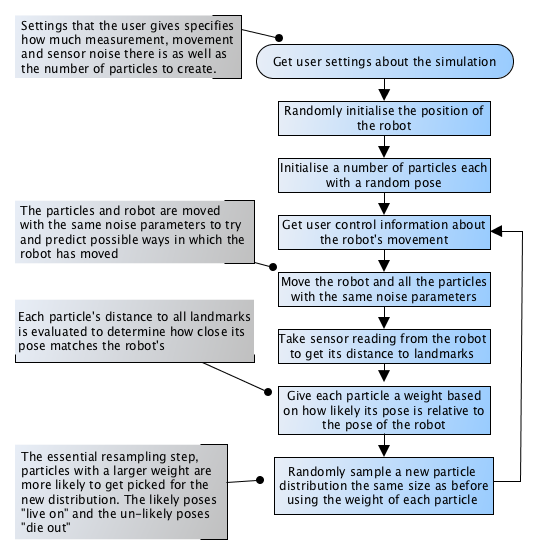 Settings that the user gives specifies
how much measurement, movement
and sensor noise there is as well as
the number of particles to create.
Get user settings about the simulation
Randomly initialise the position of
the robot
Initialise a number of particles each
with a random pose
The particles and robot are moved
with the same noise parameters to try
and predict possible ways in which the
robot has moved
Get user control information about
the robot's movement
Move the robot and all the particles
with the same noise parameters
Each particle's distance to all landmarks
is evaluated to determine how close its
pose matches the robot's
Take sensor reading from the robot
to get its distance to landmarks
Give each particle a weight based
on how likely its pose is relative to
the pose of the robot
The essential resampling step,
particles with a larger weight are
more likely to get picked for the
new distribution. The likely poses
"live on" and the un-likely poses
"die out"
Randomly sample a new particle
distribution the same size as before
using the weight of each particle